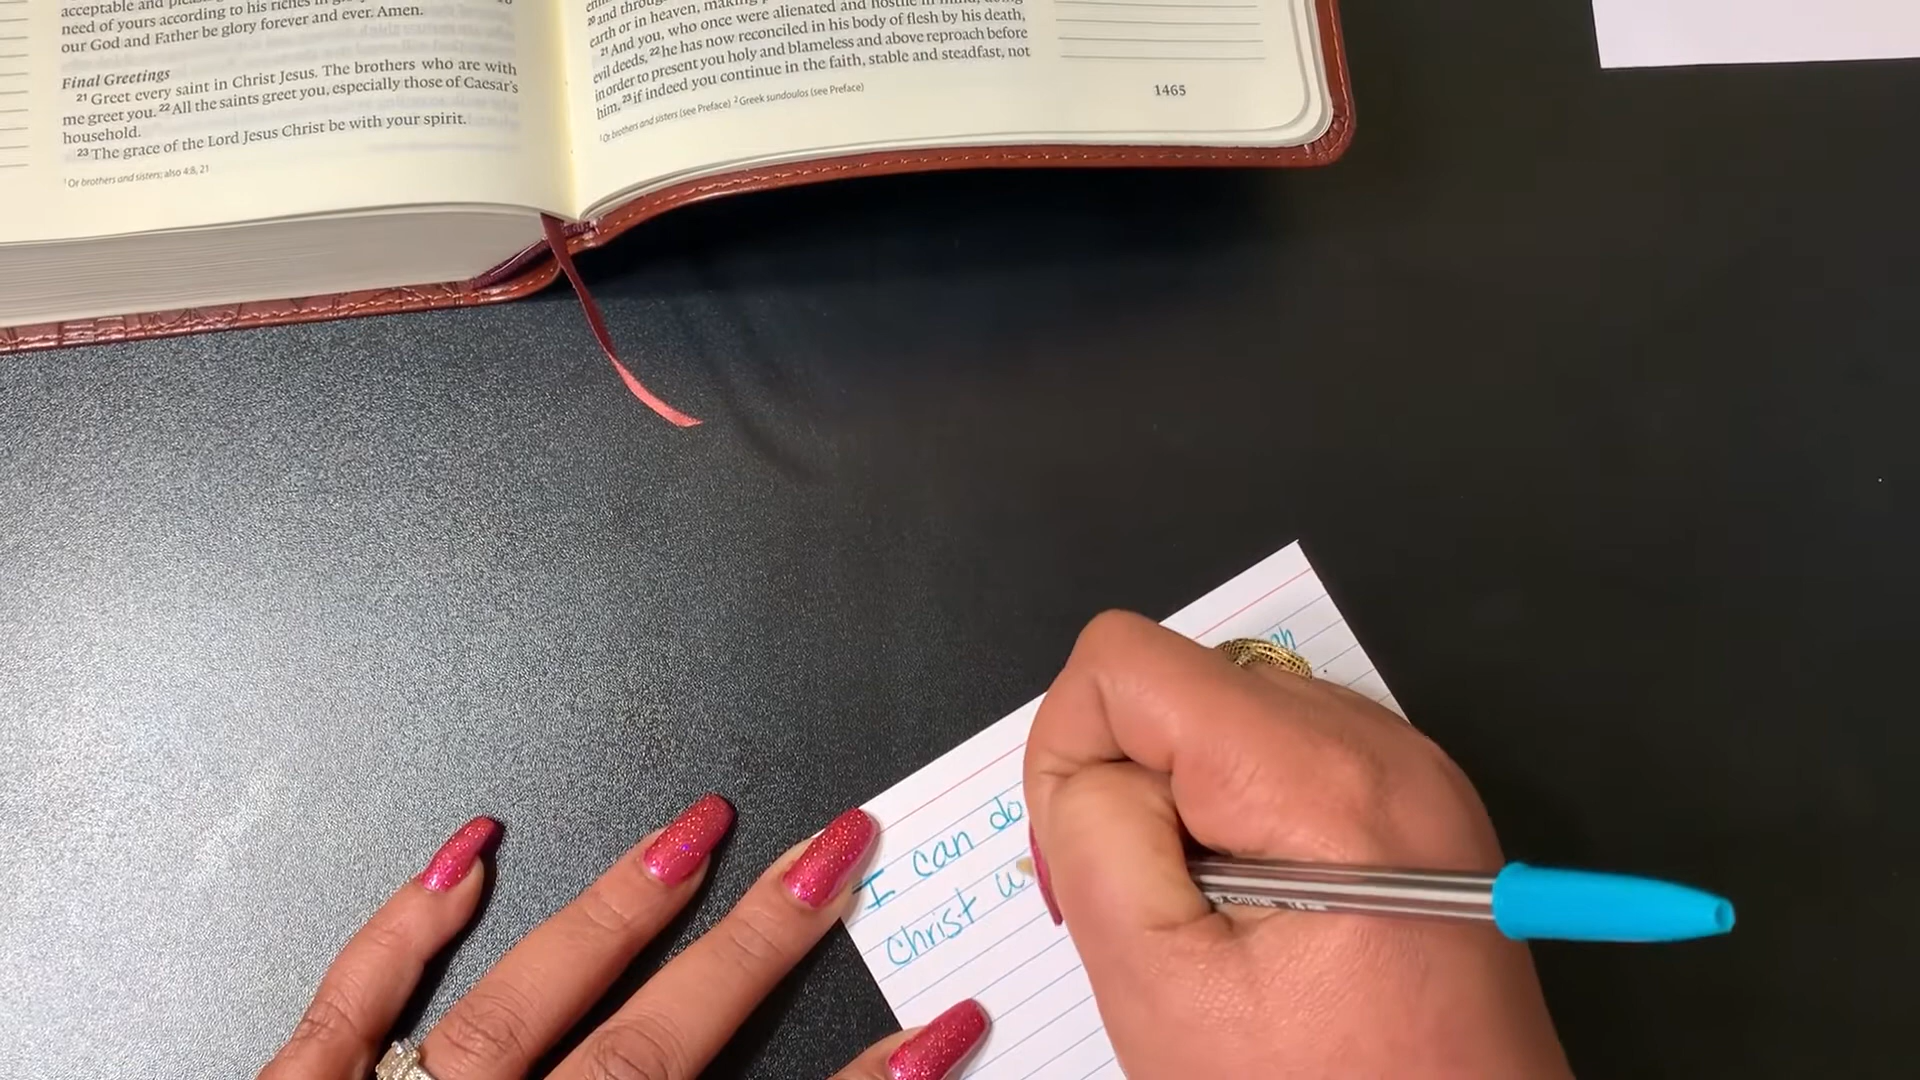 acceptable and
need of yours according to his riches in
our God and Father be glory forever and ever. Amen.
Final Greetings
21 Greet every saint in Christ Jesus. The brothers who are with
me greet you. 22 All the saints greet you, especially those of Caesar's
household.
23 The grace of the Lord Jesus Christ be with your spirit.
1 Or brothers and sisters; also 4:8, 21
20 and through
earth or in heaven, making
21 And you, who once were alienated and hostile in mind, doing
evil deeds, 22 he has now reconciled in his body of flesh by his death,
in order to present you holy and blameless and above reproach before
him, 23 if indeed you continue in the faith, stable and steadfast, not
1 Or brothers and sisters (see Preface) 2 Greek sundoulos (see Preface)
1465
I can do
Christ w